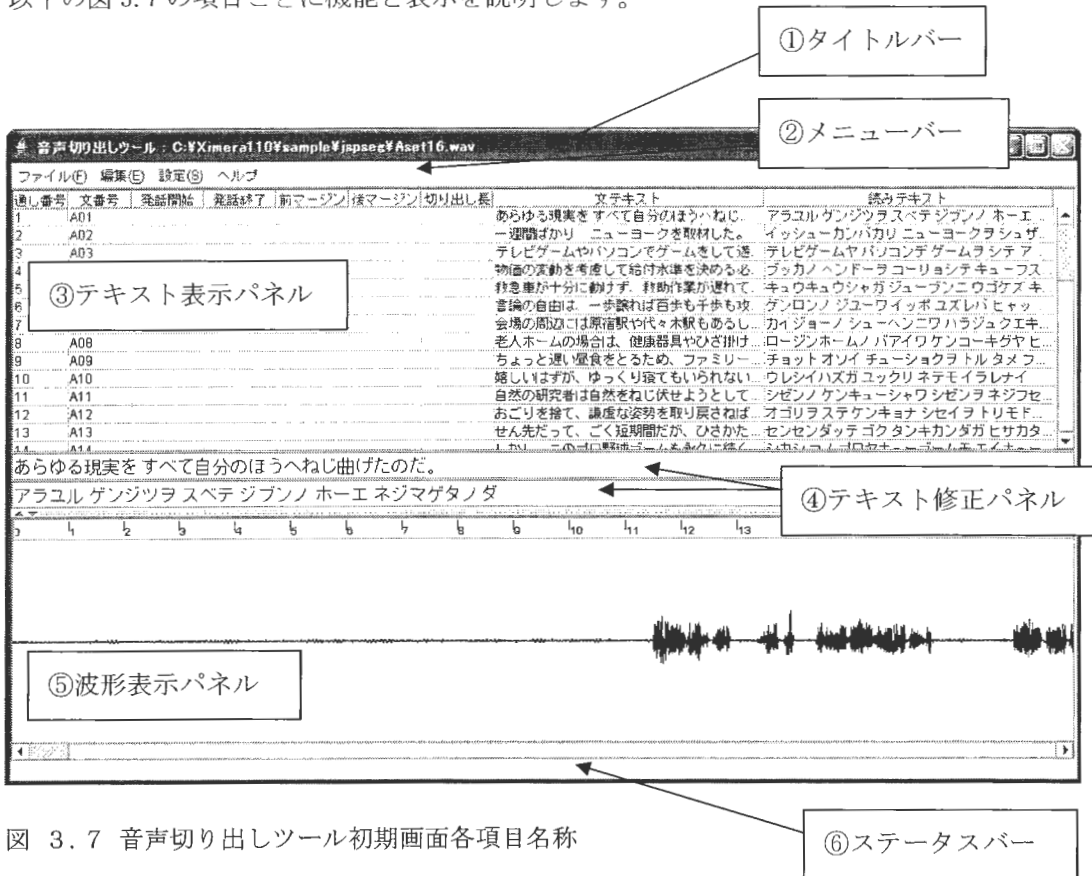 以下の図 3.7 の項目ごとに機能と表示を説明します。
①タイトルバー
②メニューバー
音声切り出しツール : C:¥Ximera110¥sample¥jspseg¥Aset16.wav
ファイル(F) 編集(E) 設定(S) ヘルプ
通し番号 文番号 発話開始 発話終了 前マージン 後マージン 切り出し長 文テキスト 読みテキスト
1 A01 あらゆる現実を すべて自分のほうへねじ... アラユル ゲンジツヲ スベテ ジブンノ ホーエ ...
2 A02 一週間ばかり ニューヨークを取材した。 イッシューカンバカリ ニューヨークヲ シュザ...
3 A03 テレビゲームやパソコンでゲームをして遊... テレビゲームヤ パソコンデ ゲームヲ シテ ア...
4 物価の変動を考慮して給付水準を決める必... ブッカノ ヘンドーヲ コーリョシテ キューフス...
5 救急車が十分に動けず、救助作業が遅れて... キュウキュウシャガ ジューブンニ ウゴケズ キ...
6 言論の自由は、一歩譲れば百歩も千歩も攻... ゲンロンノ ジユーワ イッポ ユズレバ ヒャッ...
7 会場の周辺には原宿駅や代々木駅もあるし... カイジョーノ シューヘンニワ ハラジュクエキ...
8 A08 老人ホームの場合は、健康器具やひざ掛け... ロージンホームノ バアイワ ケンコーキグヤ ヒ...
9 A09 ちょっと遅い昼食をとるため、ファミリー... チョット オソイ チューショクヲ トル タメ フ...
10 A10 嬉しいはずが、ゆっくり寝てもいられない... ウレシイハズガ ユックリ ネテモ イラレナイ
11 A11 自然の研究者は自然をねじ伏せようとして... シゼンノ ケンキューシャワ シゼンヲ ネジフセ...
12 A12 おごりを捨て、謙虚な姿勢を取り戻さねば... オゴリヲ ステ ケンキョナ シセイヲ トリモド...
13 A13 せん先だって、ごく短期間だが、ひさかた... センセンダッテ ゴク タンキカンダガ ヒサカタ...
14 A14
③テキスト表示パネル
あらゆる現実を すべて自分のほうへねじ曲げたのだ。
アラユル ゲンジツヲ スベテ ジブンノ ホーエ ネジマゲタノダ
④テキスト修正パネル
0 1 2 3 4 5 6 7 8 9 10 11 12 13
⑤波形表示パネル
図 3.7 音声切り出しツール初期画面各項目名称
⑥ステータスバー